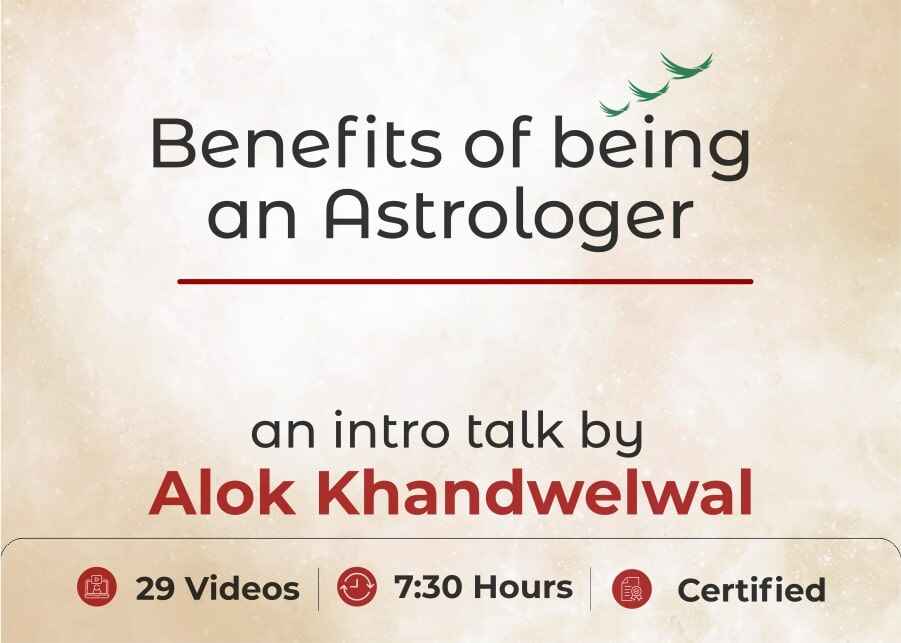 Benefits of being
an Astrologer
an intro talk by
Alok Khandwelwal
29 Videos
7:30 Hours
Certified